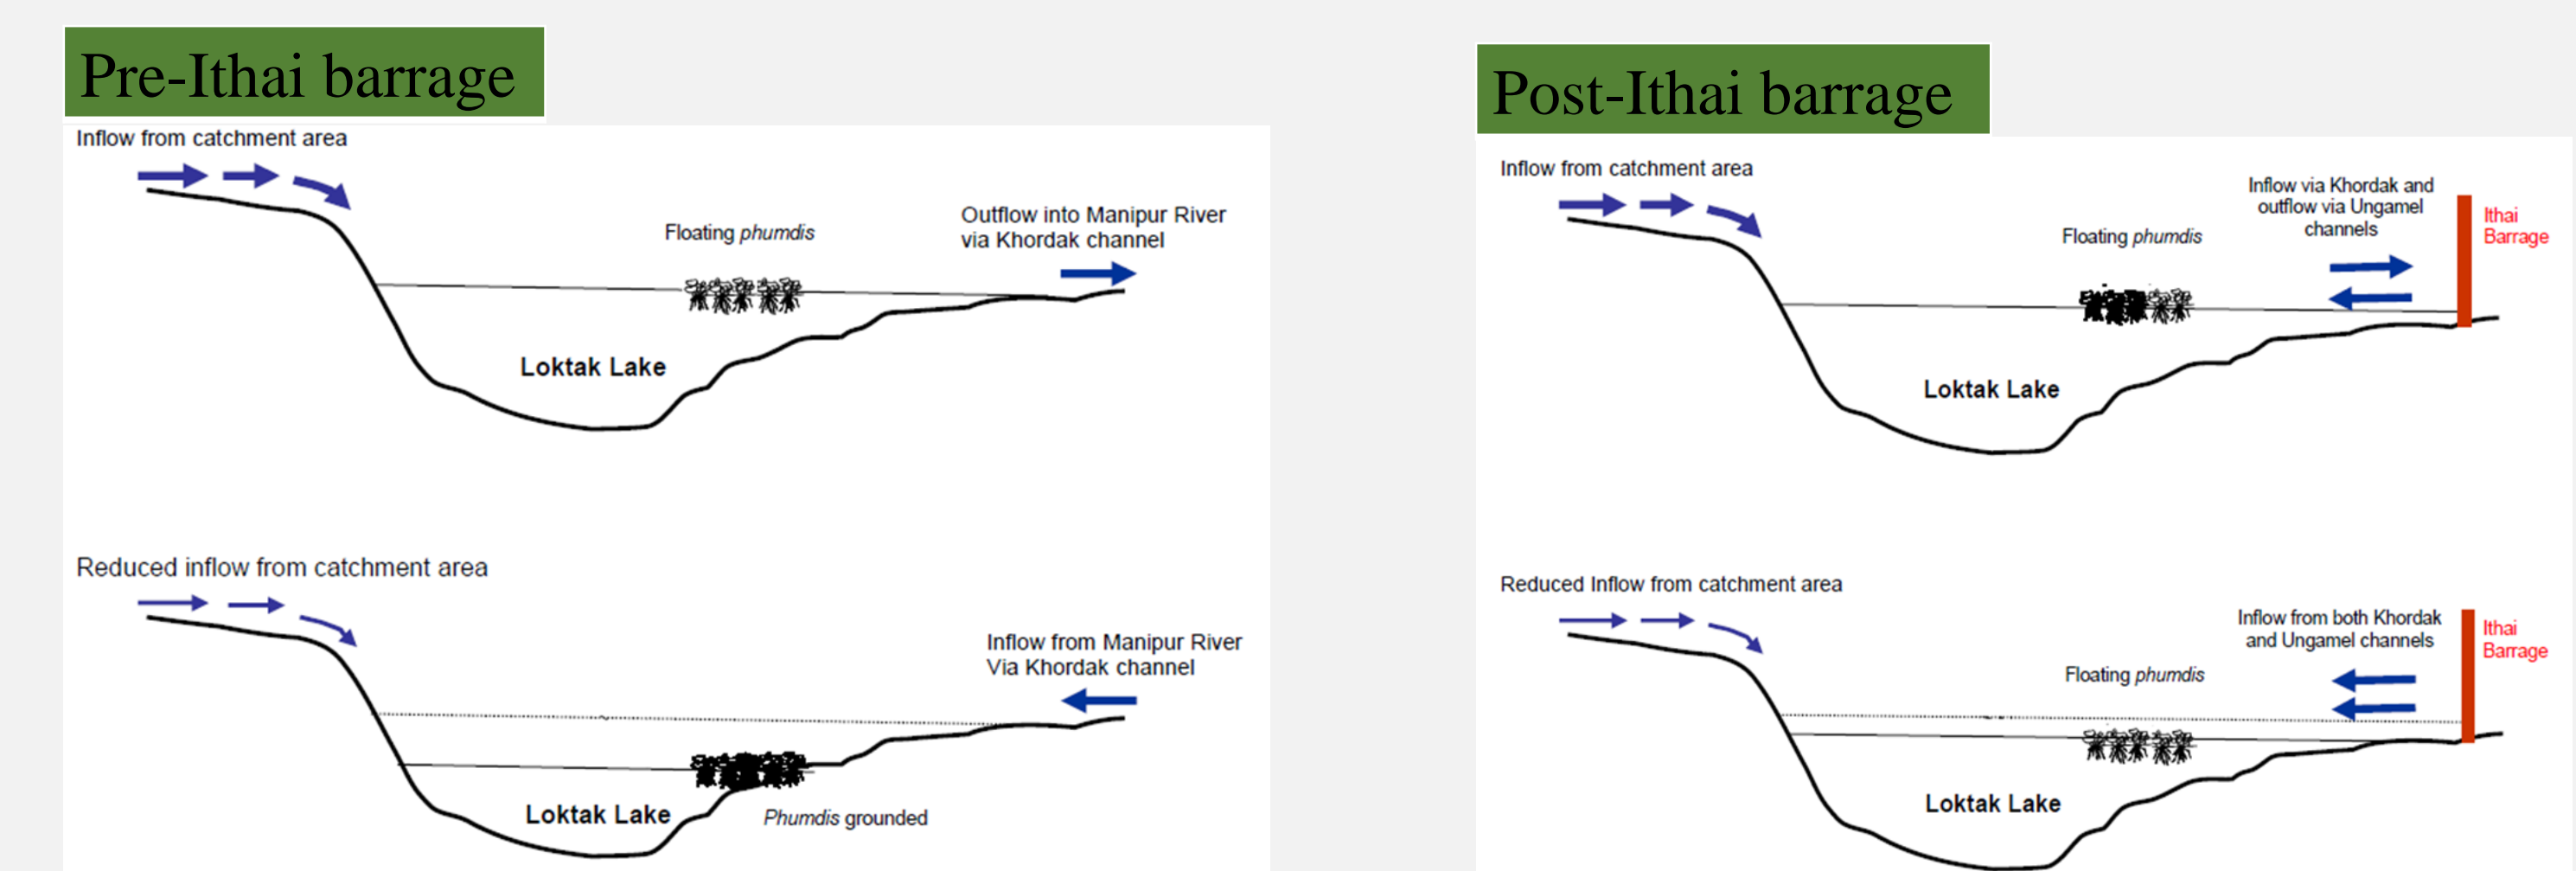 Pre-Ithai barrage
Inflow from catchment area
Floating phumdis
Outflow into Manipur River
via Khordak channel
Loktak Lake
Reduced inflow from catchment area
Inflow from Manipur River
Via Khordak channel
Loktak Lake
Phumdis grounded
Post-Ithai barrage
Inflow from catchment area
Inflow via Khordak and
outflow via Ungamel
channels
Ithai
Barrage
Floating phumdis
Loktak Lake
Reduced Inflow from catchment area
Inflow from both Khordak
and Ungamel channels
Ithai
Barrage
Floating phumdis
Loktak Lake